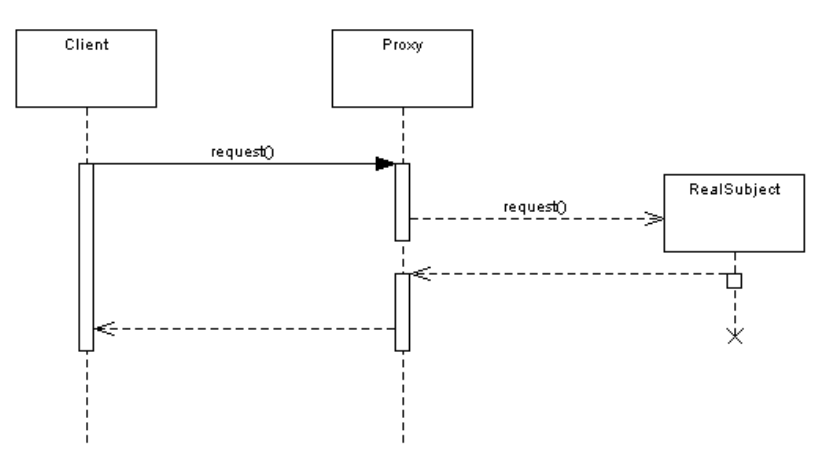 Client
Proxy
request()
RealSubject
request()